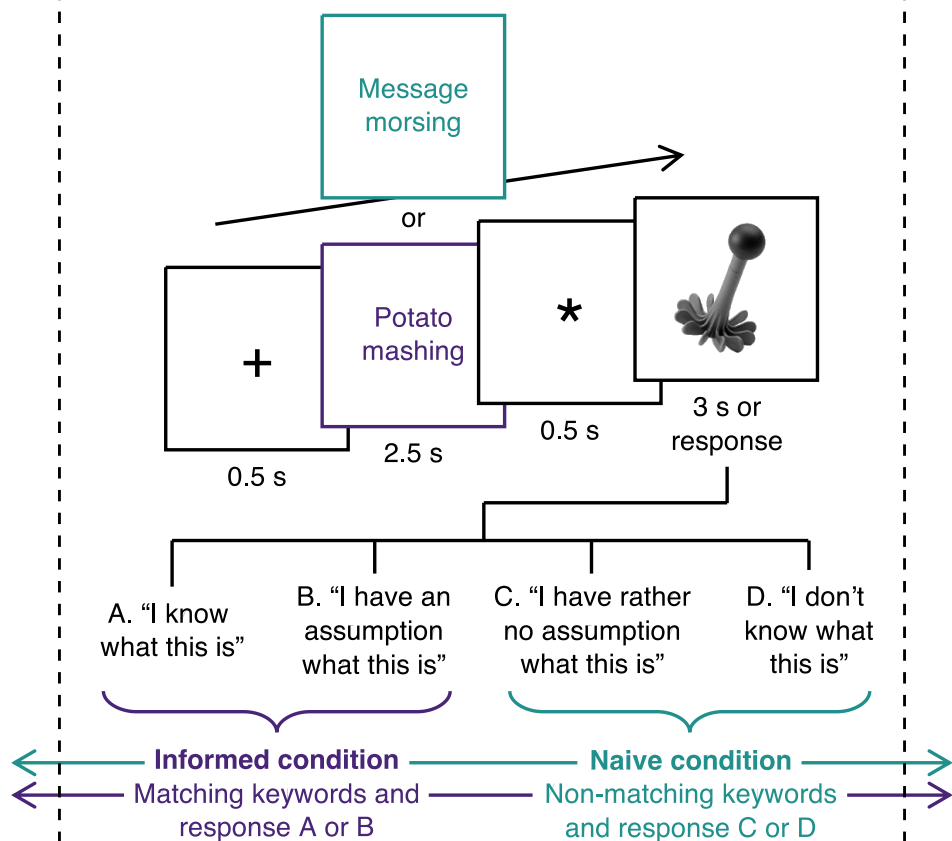 Message
morsing
or
+
Potato
mashing
*
0.5 s
2.5 s
0.5 s
3 s or
response
A. “I know
what this is”
B. “I have an
assumption
what this is”
C. “I have rather
no assumption
what this is”
D. “I don’t
know what
this is”
Informed condition
Matching keywords and
response A or B
Naive condition
Non-matching keywords
and response C or D